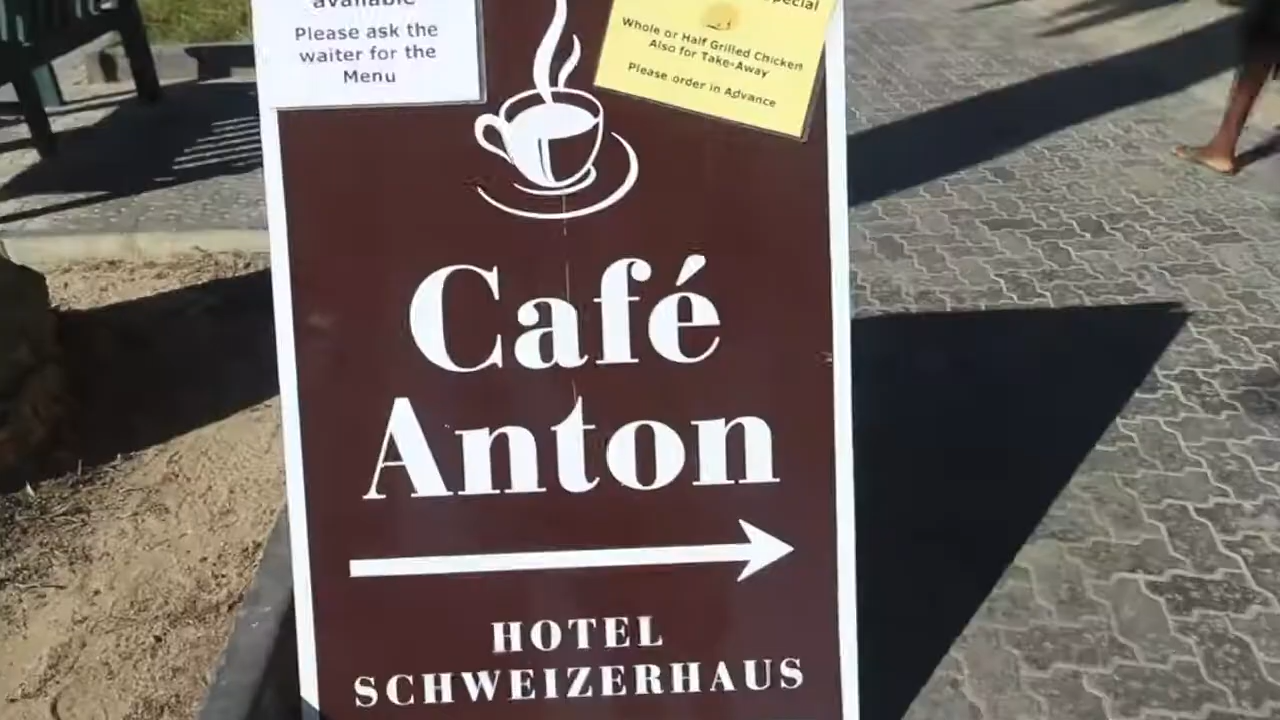 available
Please ask the
waiter for the
Menu
Special
Whole or Half Grilled Chicken
Also for Take-Away
Please order in Advance
Café
Anton
HOTEL
SCHWEIZERHAUS